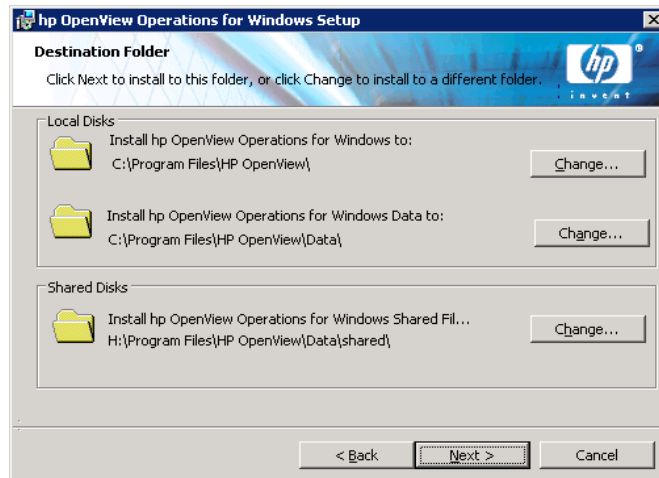 hp OpenView Operations for Windows Setup
Destination Folder
Click Next to install to this folder, or click Change to install to a different folder.
hp
®
invent
Local Disks
Install hp OpenView Operations for Windows to:
C:\Program Files\HP OpenView\
Change...
Install hp OpenView Operations for Windows Data to:
C:\Program Files\HP OpenView\Data\
Change...
Shared Disks
Install hp OpenView Operations for Windows Shared Fil...
H:\Program Files\HP OpenView\Data\shared\
Change...
< Back
Next >
Cancel